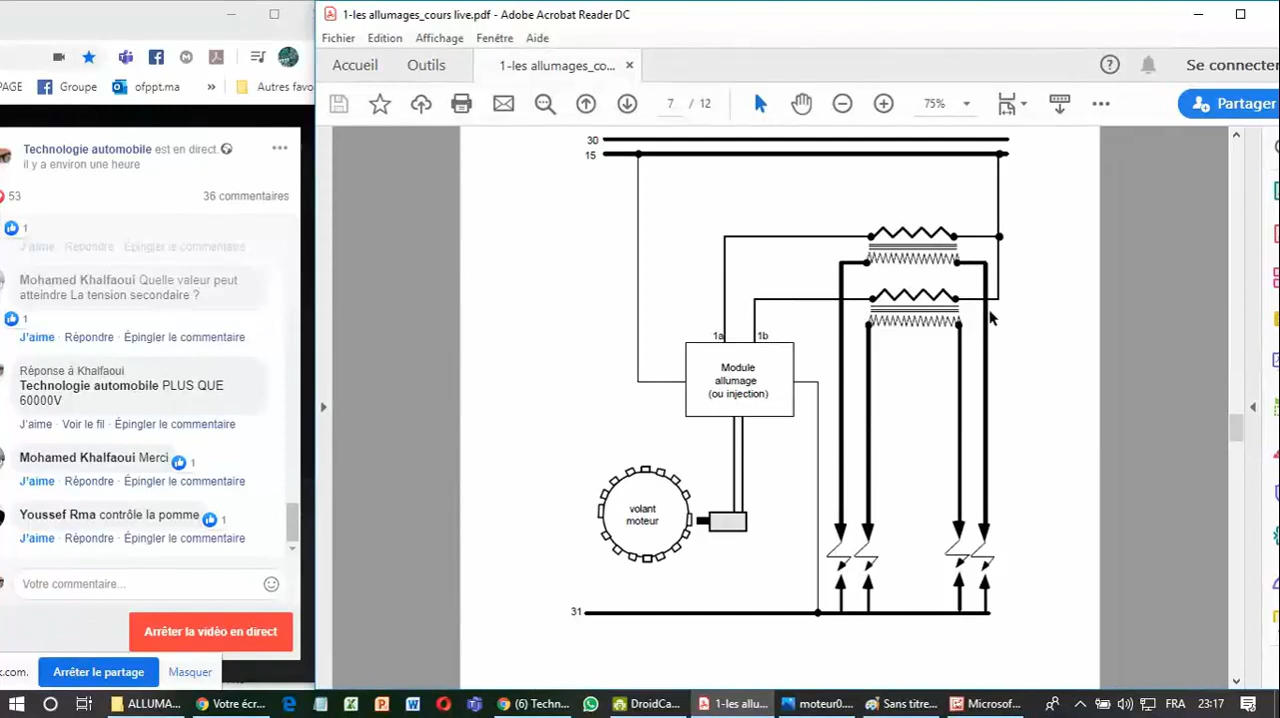 1-les allumages_cours live.pdf - Adobe Acrobat Reader DC
Fichier Edition Affichage Fenêtre Aide
Accueil Outils 1-les allumages_co... ×
Se connecter
7 / 12 75%
Partager
PAGE Groupe ofppt.ma » Autres favo
Technologie automobile est en direct.
il y a environ une heure
53 36 commentaires
1
J'aime Répondre Épingler le commentaire
Mohamed Khalfaoui Quelle valeur peut
atteindre La tension secondaire ?
1
J'aime · Répondre · Épingler le commentaire
Réponse à Khalfaoui
Technologie automobile PLUS QUE
60000V
J'aime · Voir le fil · Épingler le commentaire
Mohamed Khalfaoui Merci 1
J'aime · Répondre · Épingler le commentaire
Youssef Rma contrôle la pomme 1
J'aime · Répondre · Épingler le commentaire
Votre commentaire...
Arrêter la vidéo en direct
k.com. Arrêter le partage Masquer
30
15
1a 1b
Module
allumage
(ou injection)
volant
moteur
31
ALLUMA... Votre écr... (6) Techn... DroidCa... 1-les allu... moteur0.... Sans titre... Microsof... FRA 23:17